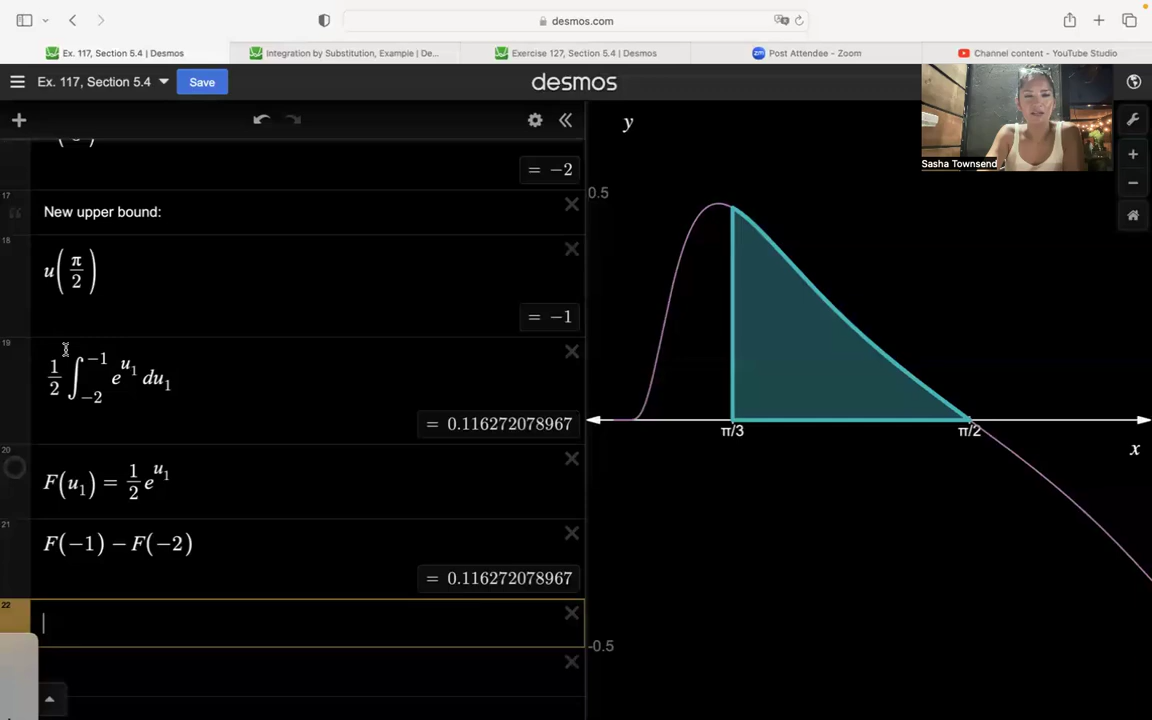 desmos.com
Ex. 117, Section 5.4 | Desmos
Integration by Substitution, Example | De...
Exercise 127, Section 5.4 | Desmos
Post Attendee - Zoom
Channel content - YouTube Studio
Ex. 117, Section 5.4
Save
desmos
Sasha Townsend
= −2
17
New upper bound:
18
u(π/2)
= −1
19
1/2 ∫_{−2}^{−1} e^{u₁} du₁
= 0.116272078967
20
F(u₁) = 1/2 e^{u₁}
21
F(−1) − F(−2)
= 0.116272078967
22
y
0.5
π/3
π/2
x
-0.5